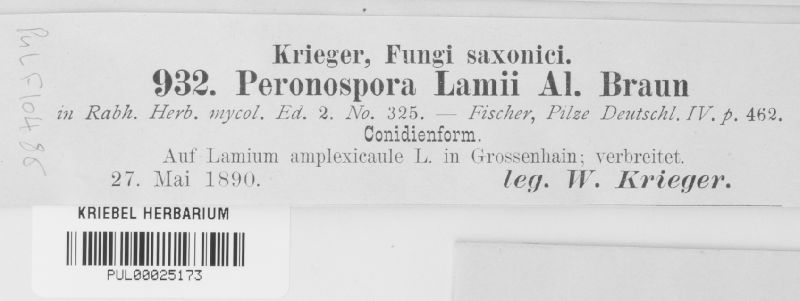 Krieger, Fungi saxonici.
932. Peronospora Lamii Al. Braun
in Rabh. Herb. mycol. Ed. 2. No. 325. — Fischer, Pilze Deutschl. IV. p. 462.
Conidienform.
Auf Lamium amplexicaule L. in Grossenhain; verbreitet.
27. Mai 1890.
leg. W. Krieger.
PUL F10486
KRIEBEL HERBARIUM
PUL00025173